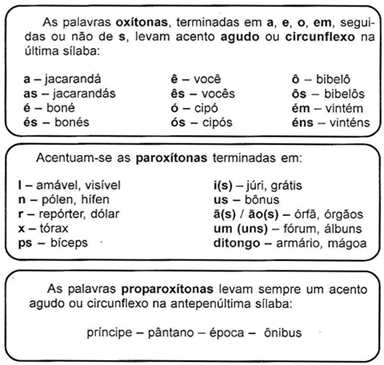 As palavras oxítonas, terminadas em a, e, o, em, segui-
das ou não de s, levam acento agudo ou circunflexo na
última sílaba:
a – jacarandá ê – você ô – bibelô
as – jacarandás ês – vocês ôs – bibelôs
é – boné ó – cipó ém – vintém
és – bonés ós – cipós éns – vinténs
Acentuam-se as paroxítonas terminadas em:
l – amável, visível i(s) – júri, grátis
n – pólen, hífen us – bônus
r – repórter, dólar ã(s) / ão(s) – órfã, órgãos
x – tórax um (uns) – fórum, álbuns
ps – bíceps ditongo – armário, mágoa
As palavras proparoxítonas levam sempre um acento
agudo ou circunflexo na antepenúltima sílaba:
príncipe – pântano – época – ônibus